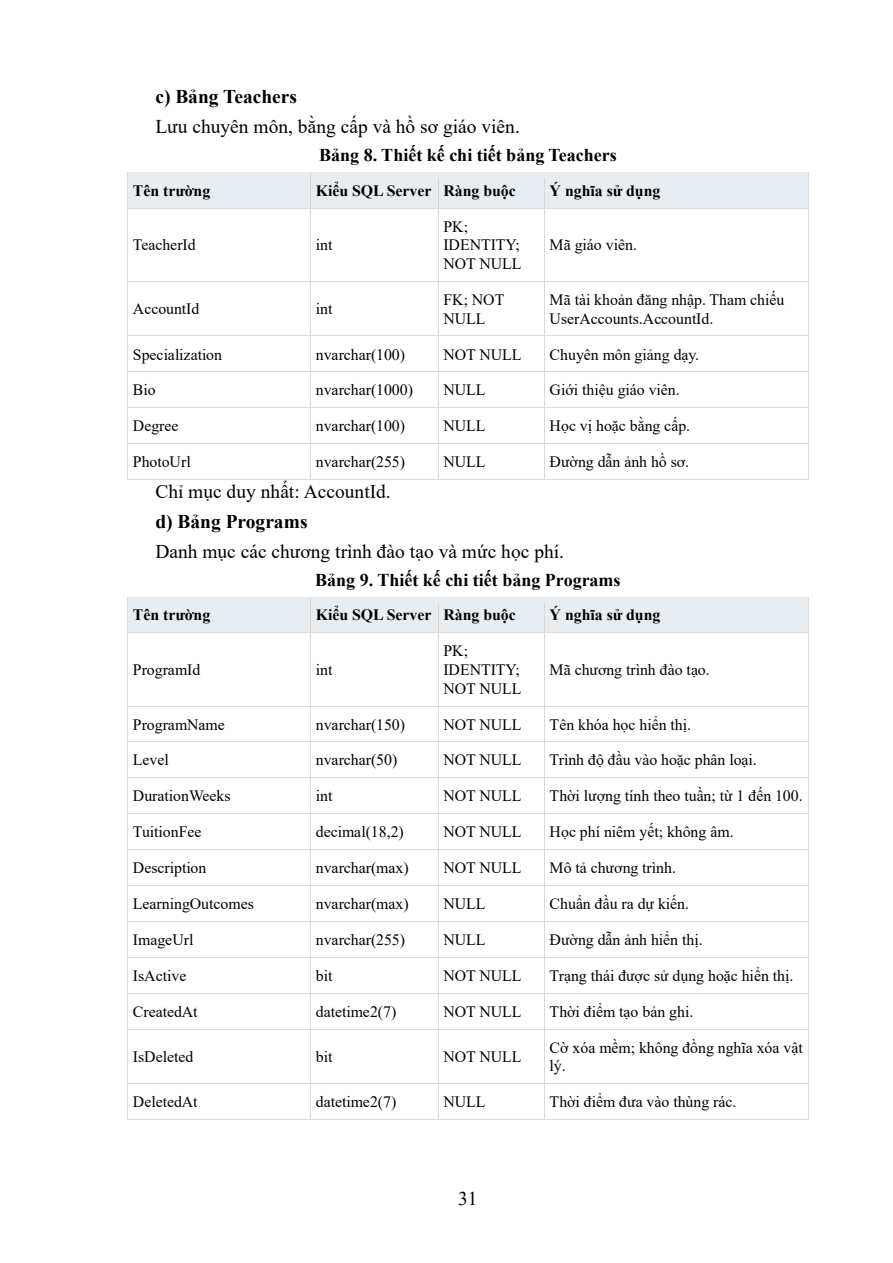 c) Bảng Teachers
Lưu chuyên môn, bằng cấp và hồ sơ giáo viên.
Bảng 8. Thiết kế chi tiết bảng Teachers
Tên trường Kiểu SQL Server Ràng buộc Ý nghĩa sử dụng
TeacherId int PK; IDENTITY; NOT NULL Mã giáo viên.
AccountId int FK; NOT NULL Mã tài khoản đăng nhập. Tham chiếu UserAccounts.AccountId.
Specialization nvarchar(100) NOT NULL Chuyên môn giảng dạy.
Bio nvarchar(1000) NULL Giới thiệu giáo viên.
Degree nvarchar(100) NULL Học vị hoặc bằng cấp.
PhotoUrl nvarchar(255) NULL Đường dẫn ảnh hồ sơ.
Chỉ mục duy nhất: AccountId.
d) Bảng Programs
Danh mục các chương trình đào tạo và mức học phí.
Bảng 9. Thiết kế chi tiết bảng Programs
Tên trường Kiểu SQL Server Ràng buộc Ý nghĩa sử dụng
ProgramId int PK; IDENTITY; NOT NULL Mã chương trình đào tạo.
ProgramName nvarchar(150) NOT NULL Tên khóa học hiển thị.
Level nvarchar(50) NOT NULL Trình độ đầu vào hoặc phân loại.
DurationWeeks int NOT NULL Thời lượng tính theo tuần; từ 1 đến 100.
TuitionFee decimal(18,2) NOT NULL Học phí niêm yết; không âm.
Description nvarchar(max) NOT NULL Mô tả chương trình.
LearningOutcomes nvarchar(max) NULL Chuẩn đầu ra dự kiến.
ImageUrl nvarchar(255) NULL Đường dẫn ảnh hiển thị.
IsActive bit NOT NULL Trạng thái được sử dụng hoặc hiển thị.
CreatedAt datetime2(7) NOT NULL Thời điểm tạo bản ghi.
IsDeleted bit NOT NULL Cờ xóa mềm; không đồng nghĩa xóa vật lý.
DeletedAt datetime2(7) NULL Thời điểm đưa vào thùng rác.
31